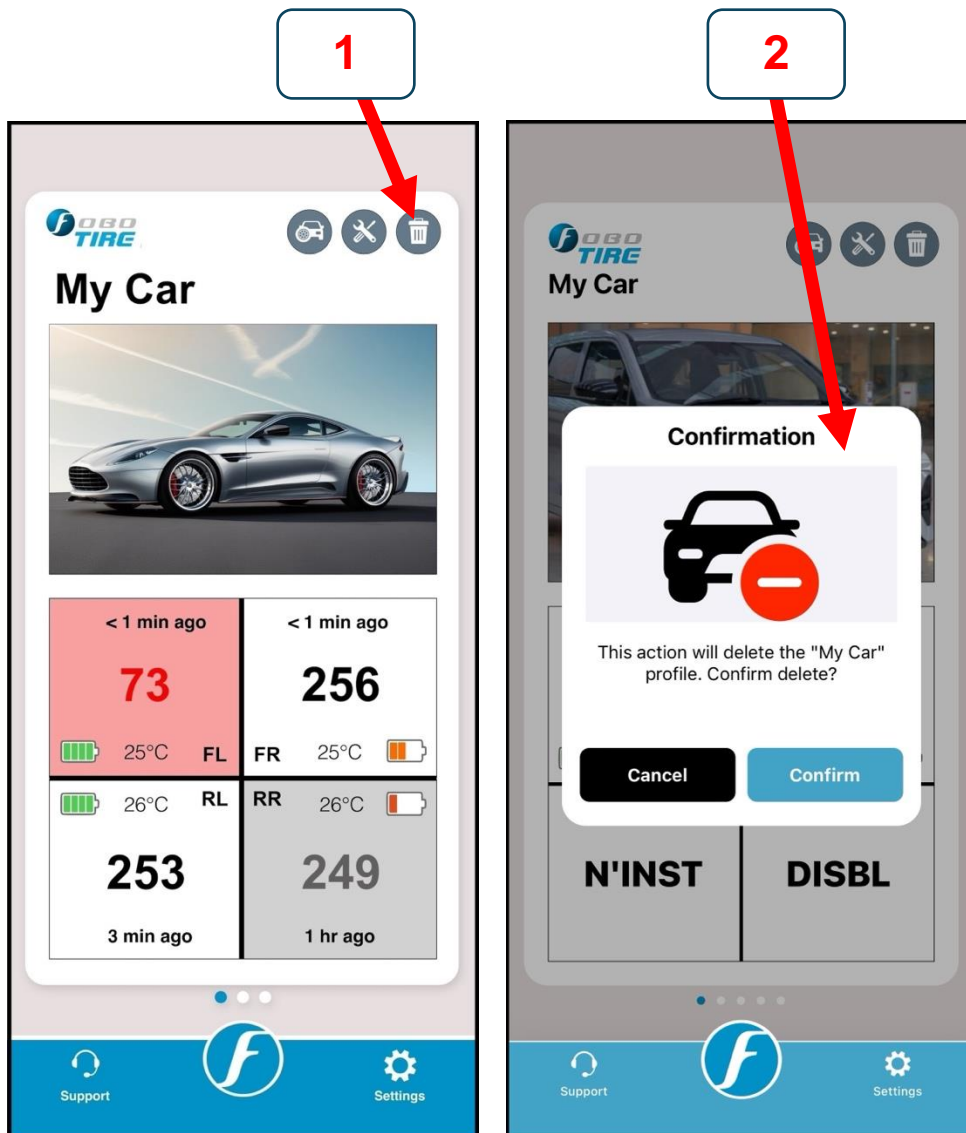 1
2
FOBO
TIRE
My Car
< 1 min ago
< 1 min ago
73
256
25°C
FL
FR
25°C
26°C
RL
RR
26°C
253
249
3 min ago
1 hr ago
Support
Settings
FOBO
TIRE
My Car
Confirmation
This action will delete the "My Car"
profile. Confirm delete?
Cancel
Confirm
N'INST
DISBL
Support
Settings